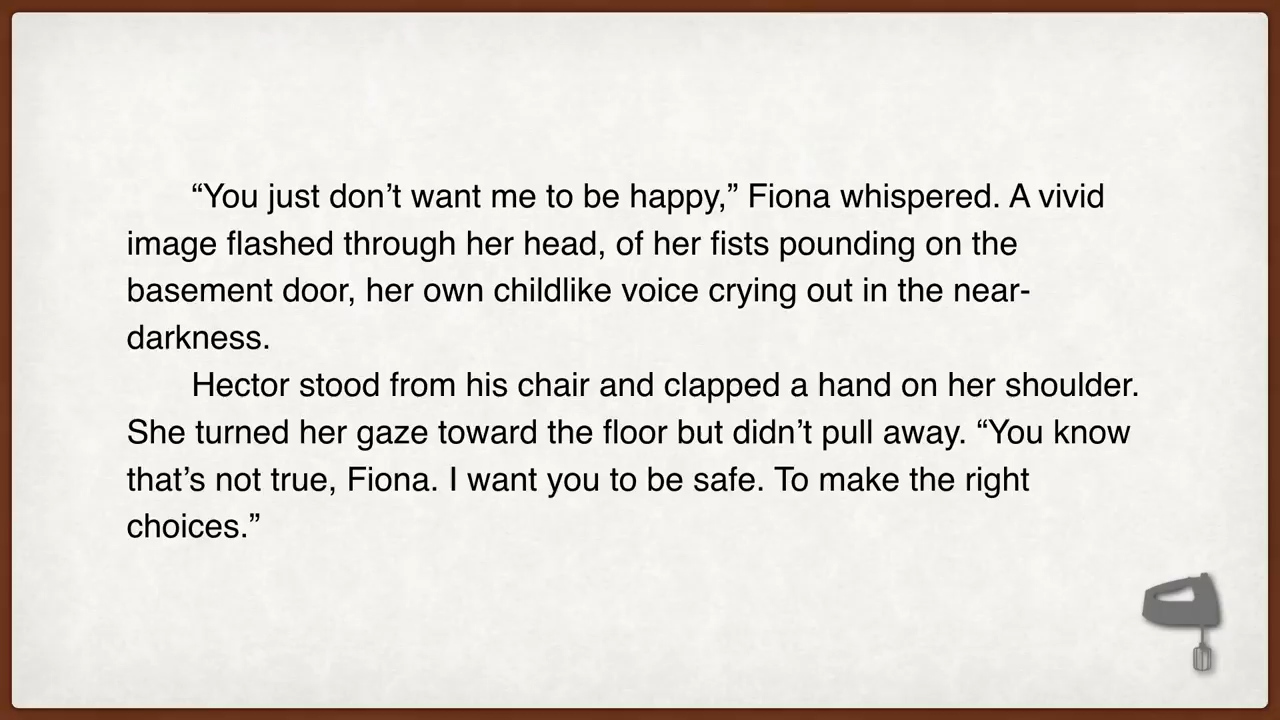 “You just don’t want me to be happy,” Fiona whispered. A vivid
image flashed through her head, of her fists pounding on the
basement door, her own childlike voice crying out in the near-
darkness.
Hector stood from his chair and clapped a hand on her shoulder.
She turned her gaze toward the floor but didn’t pull away. “You know
that’s not true, Fiona. I want you to be safe. To make the right
choices.”